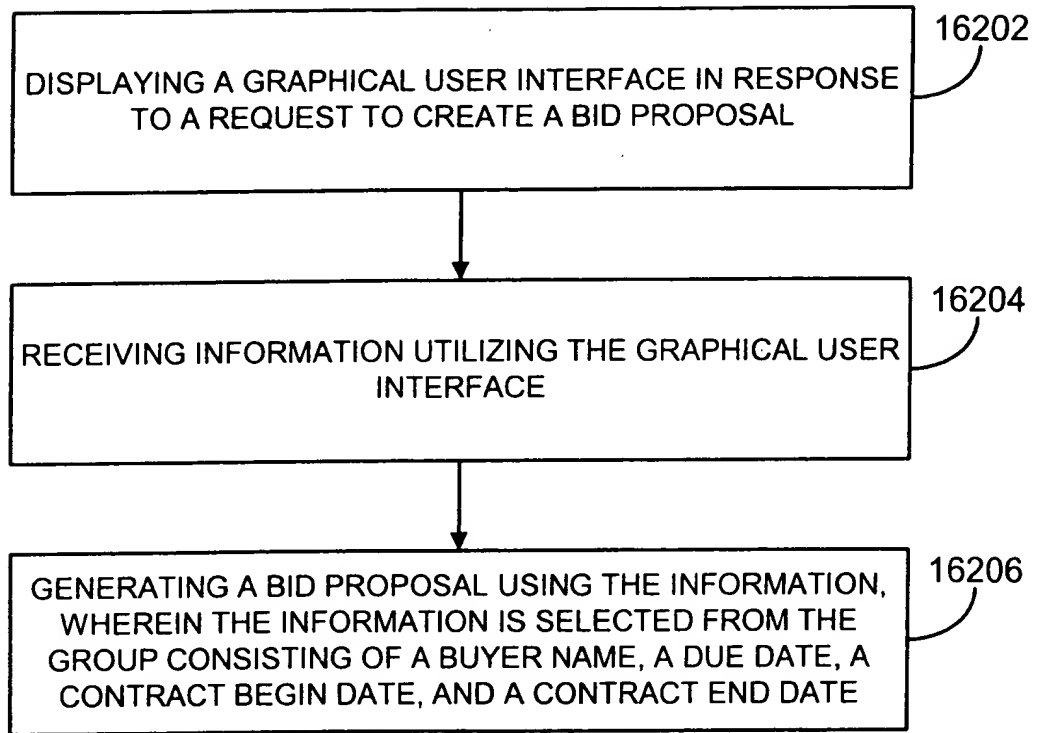 16202
DISPLAYING A GRAPHICAL USER INTERFACE IN RESPONSE
TO A REQUEST TO CREATE A BID PROPOSAL
16204
RECEIVING INFORMATION UTILIZING THE GRAPHICAL USER
INTERFACE
16206
GENERATING A BID PROPOSAL USING THE INFORMATION,
WHEREIN THE INFORMATION IS SELECTED FROM THE
GROUP CONSISTING OF A BUYER NAME, A DUE DATE, A
CONTRACT BEGIN DATE, AND A CONTRACT END DATE